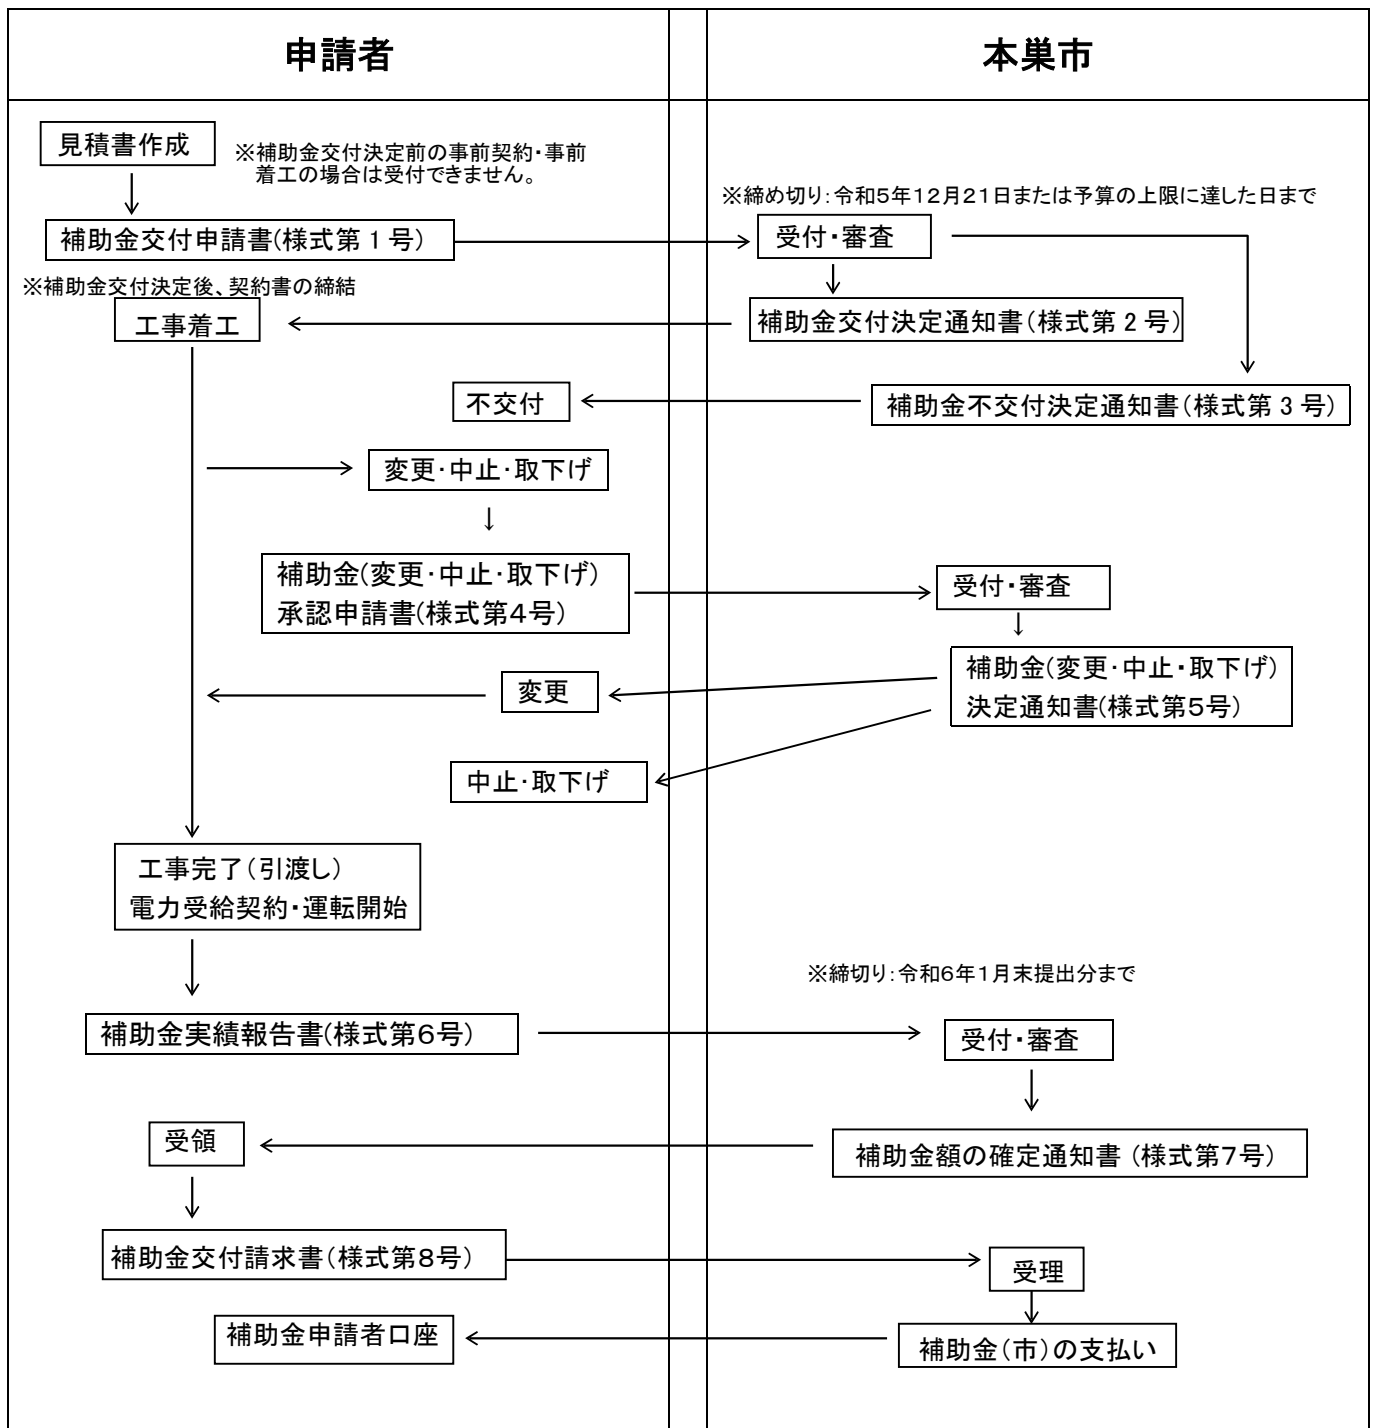 申請者
本巣市
見積書作成
※補助金交付決定前の事前契約・事前
着工の場合は受付できません。
※締め切り:令和5年12月21日または予算の上限に達した日まで
補助金交付申請書(様式第1号)
受付・審査
※補助金交付決定後、契約書の締結
工事着工
補助金交付決定通知書(様式第2号)
不交付
補助金不交付決定通知書(様式第3号)
変更・中止・取下げ
↓
補助金(変更・中止・取下げ)
承認申請書(様式第4号)
受付・審査
↓
補助金(変更・中止・取下げ)
決定通知書(様式第5号)
変更
中止・取下げ
工事完了(引渡し)
電力受給契約・運転開始
※締切り:令和6年1月末提出分まで
補助金実績報告書(様式第6号)
受付・審査
受領
補助金額の確定通知書(様式第7号)
補助金交付請求書(様式第8号)
受理
補助金申請者口座
補助金(市)の支払い